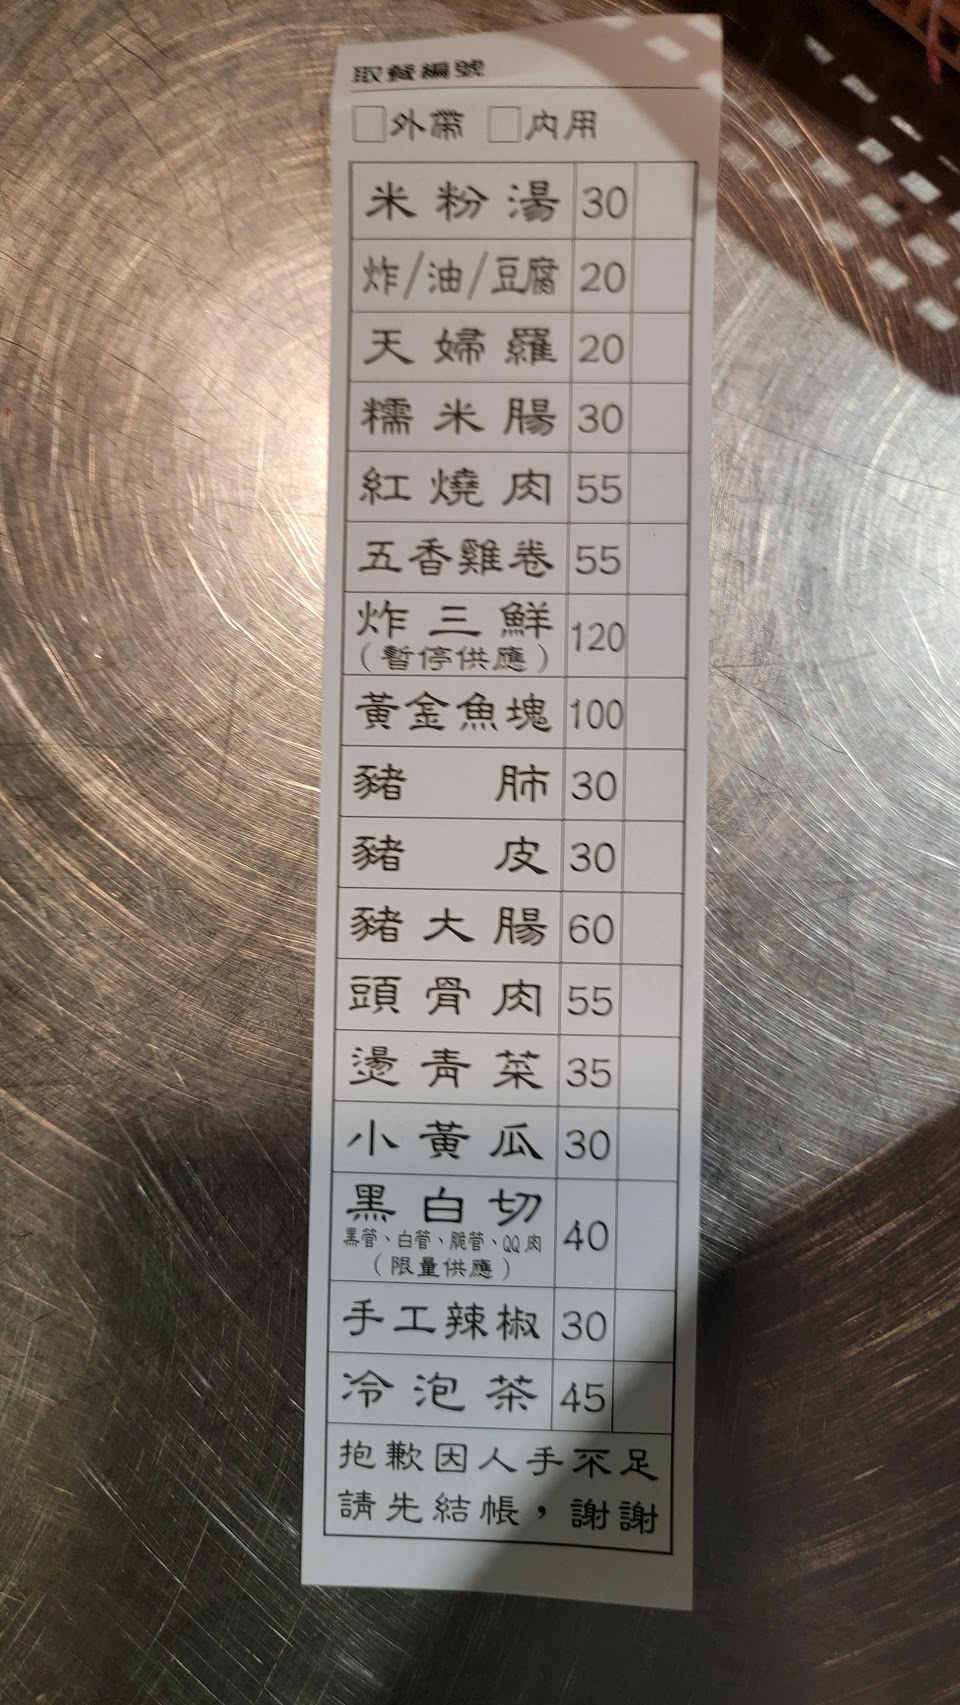 取餐編號
□外帶 □內用
米粉湯 30
炸/油/豆腐 20
天婦羅 20
糯米腸 30
紅燒肉 55
五香雞卷 55
炸三鮮 120
(暫停供應)
黃金魚塊 100
豬肺 30
豬皮 30
豬大腸 60
頭骨肉 55
燙青菜 35
小黃瓜 30
黑白切 40
黑管、白管、脆管、QQ肉
(限量供應)
手工辣椒 30
冷泡茶 45
抱歉因人手不足
請先結帳，謝謝